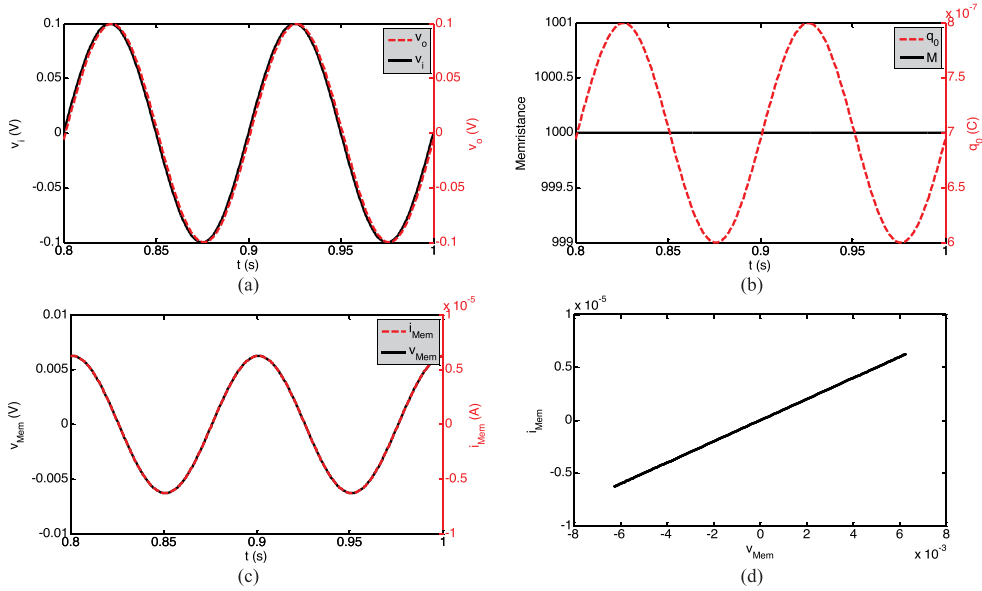 0.1
0.05
0
-0.05
-0.1
v_i (V)
0.8
0.85
0.9
0.95
1
t (s)
0.1
0.05
0
-0.05
-0.1
v_o (V)
v_o
v_i
(a)
1001
1000.5
1000
999.5
999
Memristance
0.8
0.85
0.9
0.95
1
t (s)
x 10^-7
8
7.5
7
6.5
6
q_0 (C)
q_0
M
(b)
0.01
0.005
0
-0.005
-0.01
v_Mem (V)
0.8
0.85
0.9
0.95
1
t (s)
x 10^-5
1
0.5
0
-0.5
-1
i_Mem (A)
i_Mem
v_Mem
(c)
x 10^-5
1
0.5
0
-0.5
-1
i_Mem
-8
-6
-4
-2
0
2
4
6
8
v_Mem
x 10^-3
(d)